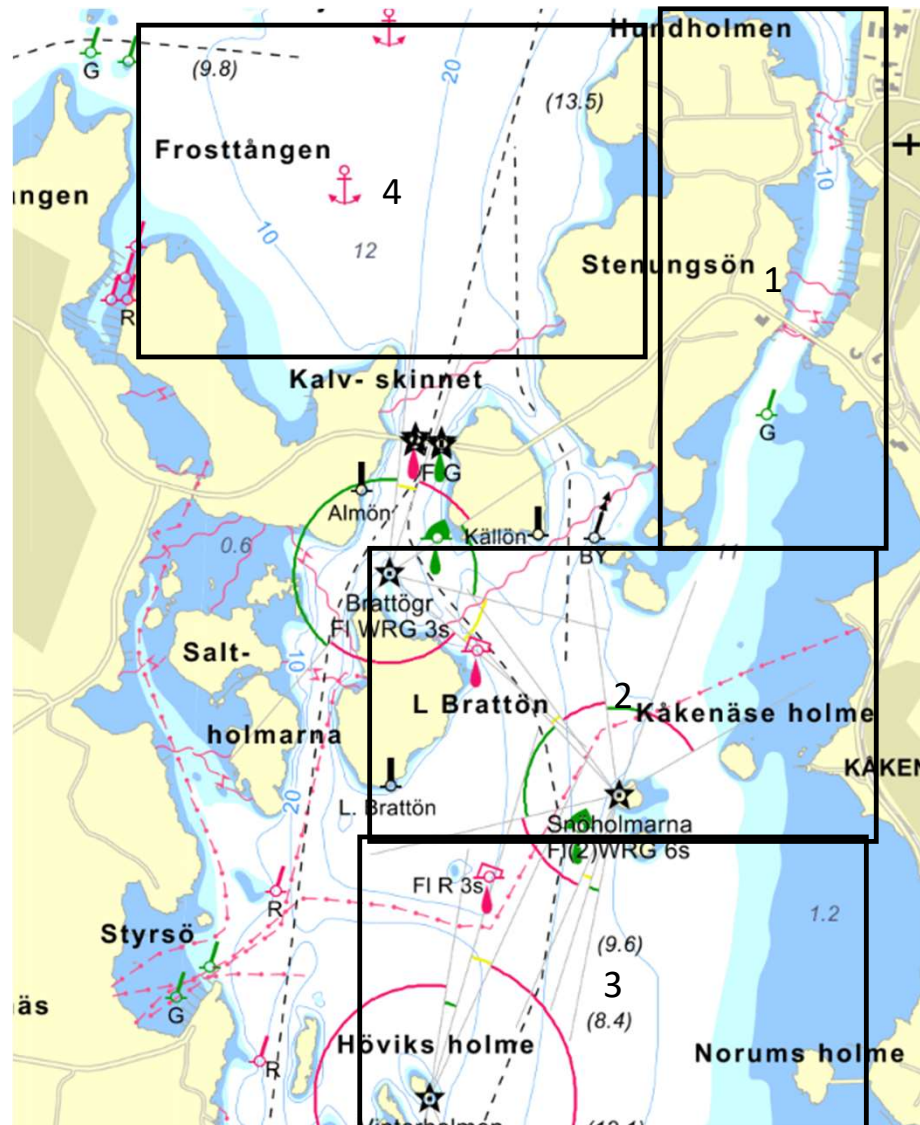 Hundholmen
G
(9.8)
20
(13.5)
Frosttången
ngen
4
10
10
12
Stenungsön
1
R
Kalv- skinnet
G
F G
Almön
Källön
BY
0.6
11
Brattögr
Fl WRG 3s
Salt-
10
L Brattön
2
Kåkenäse holme
holmarna
KÅKEN
20
L. Brattön
Snöholmarna
Fl(2)WRG 6s
Fl R 3s
R
1.2
Styrsö
(9.6)
3
G
äs
(8.4)
Höviks holme
Norums holme
R